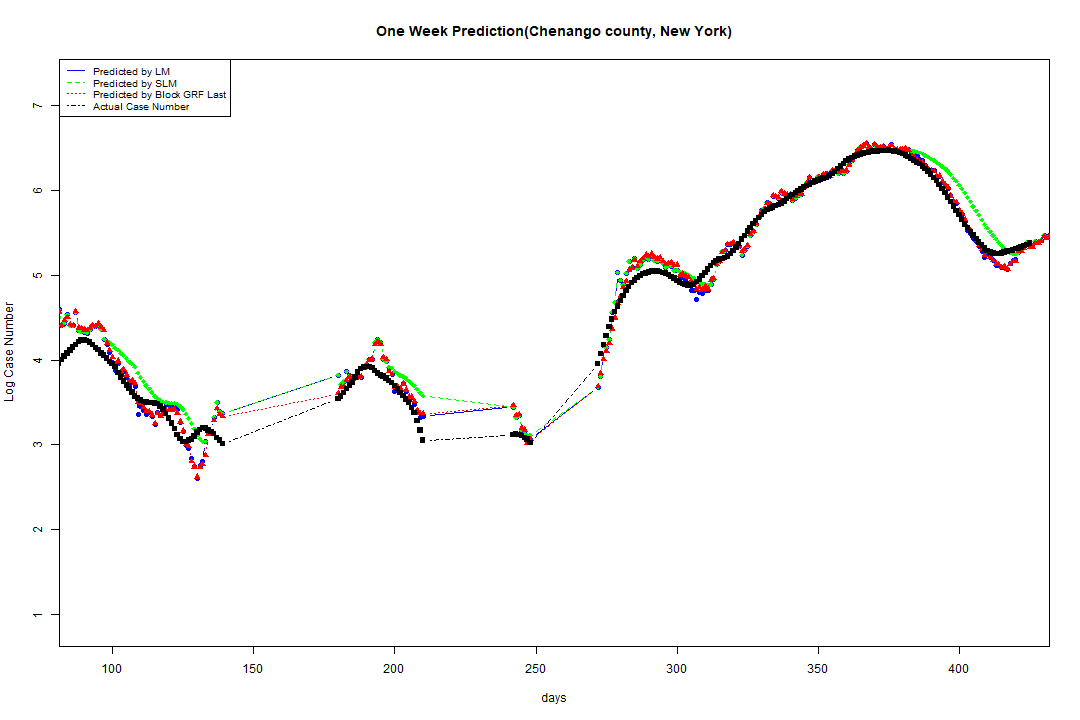 One Week Prediction(Chenango county, New York)
Predicted by LM
Predicted by SLM
Predicted by Block GRF Last
Actual Case Number
7
6
5
4
3
2
1
Log Case Number
100 150 200 250 300 350 400
days